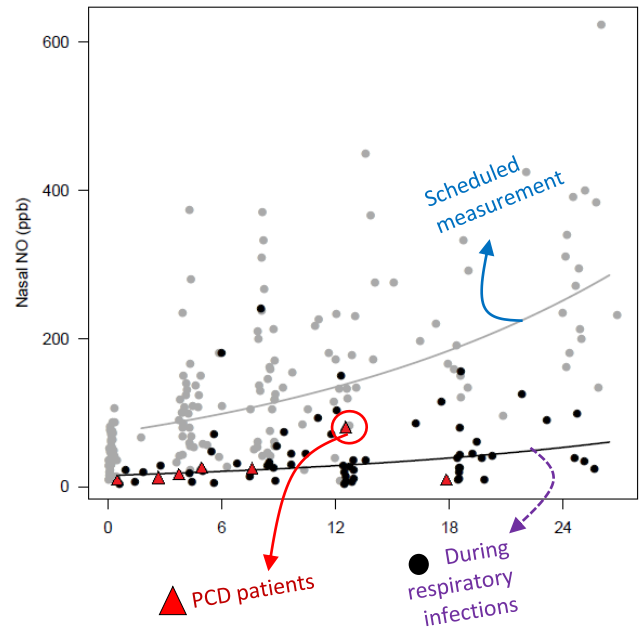 600
400
200
0
Nasal NO (ppb)
Scheduled
measurement
0 6 12 18 24
PCD patients
During
respiratory
infections